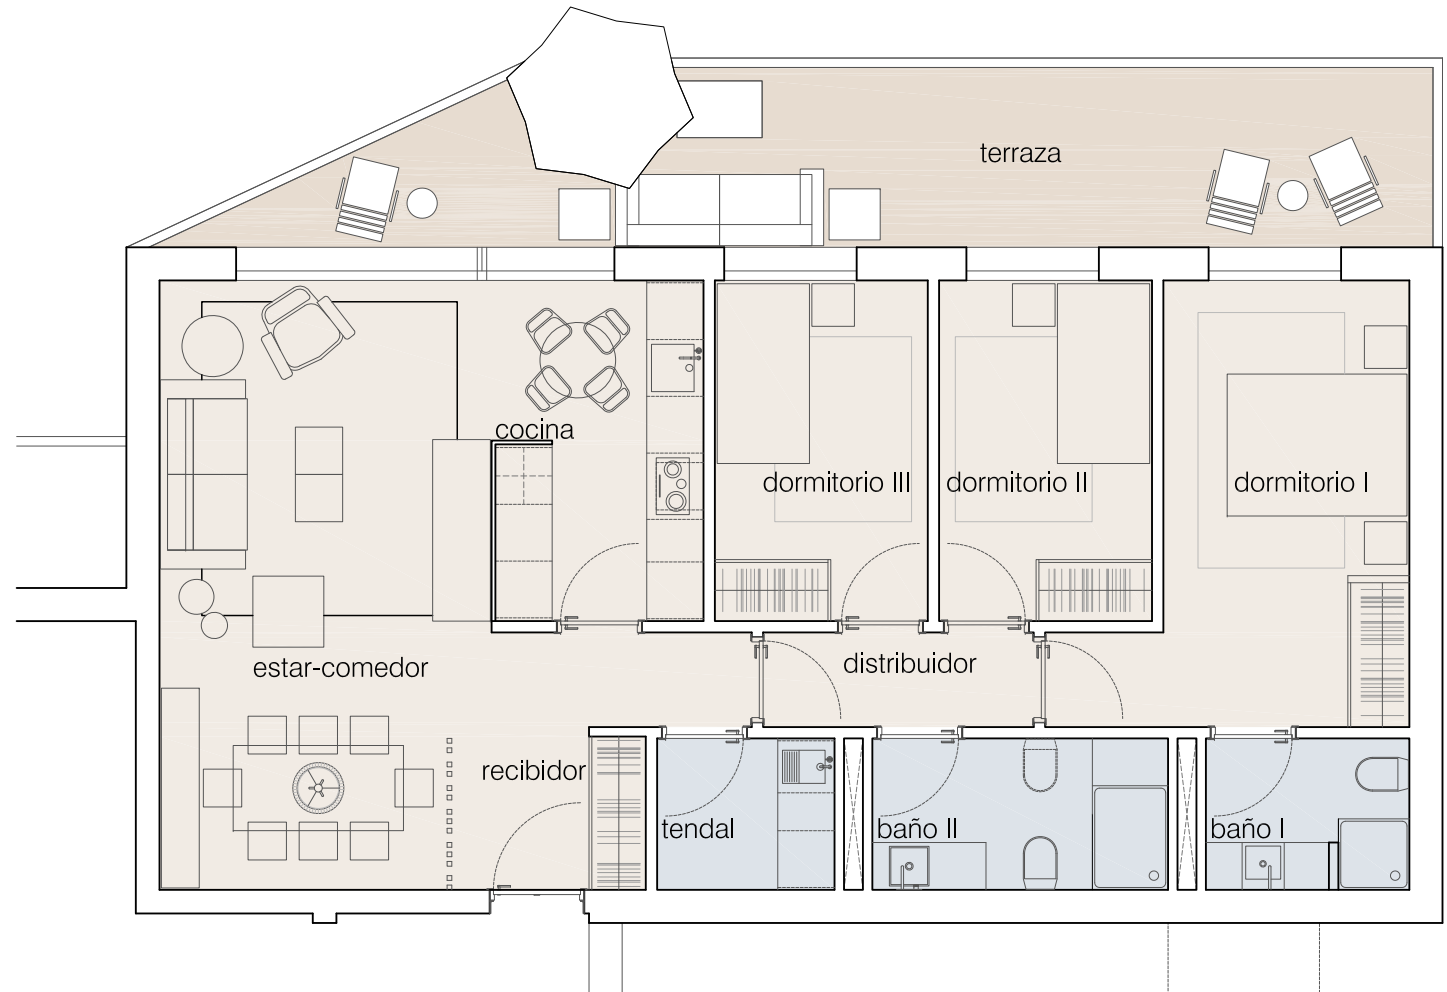 terraza
cocina
dormitorio III
dormitorio II
dormitorio I
estar-comedor
distribuidor
recibidor
tendal
baño II
baño I